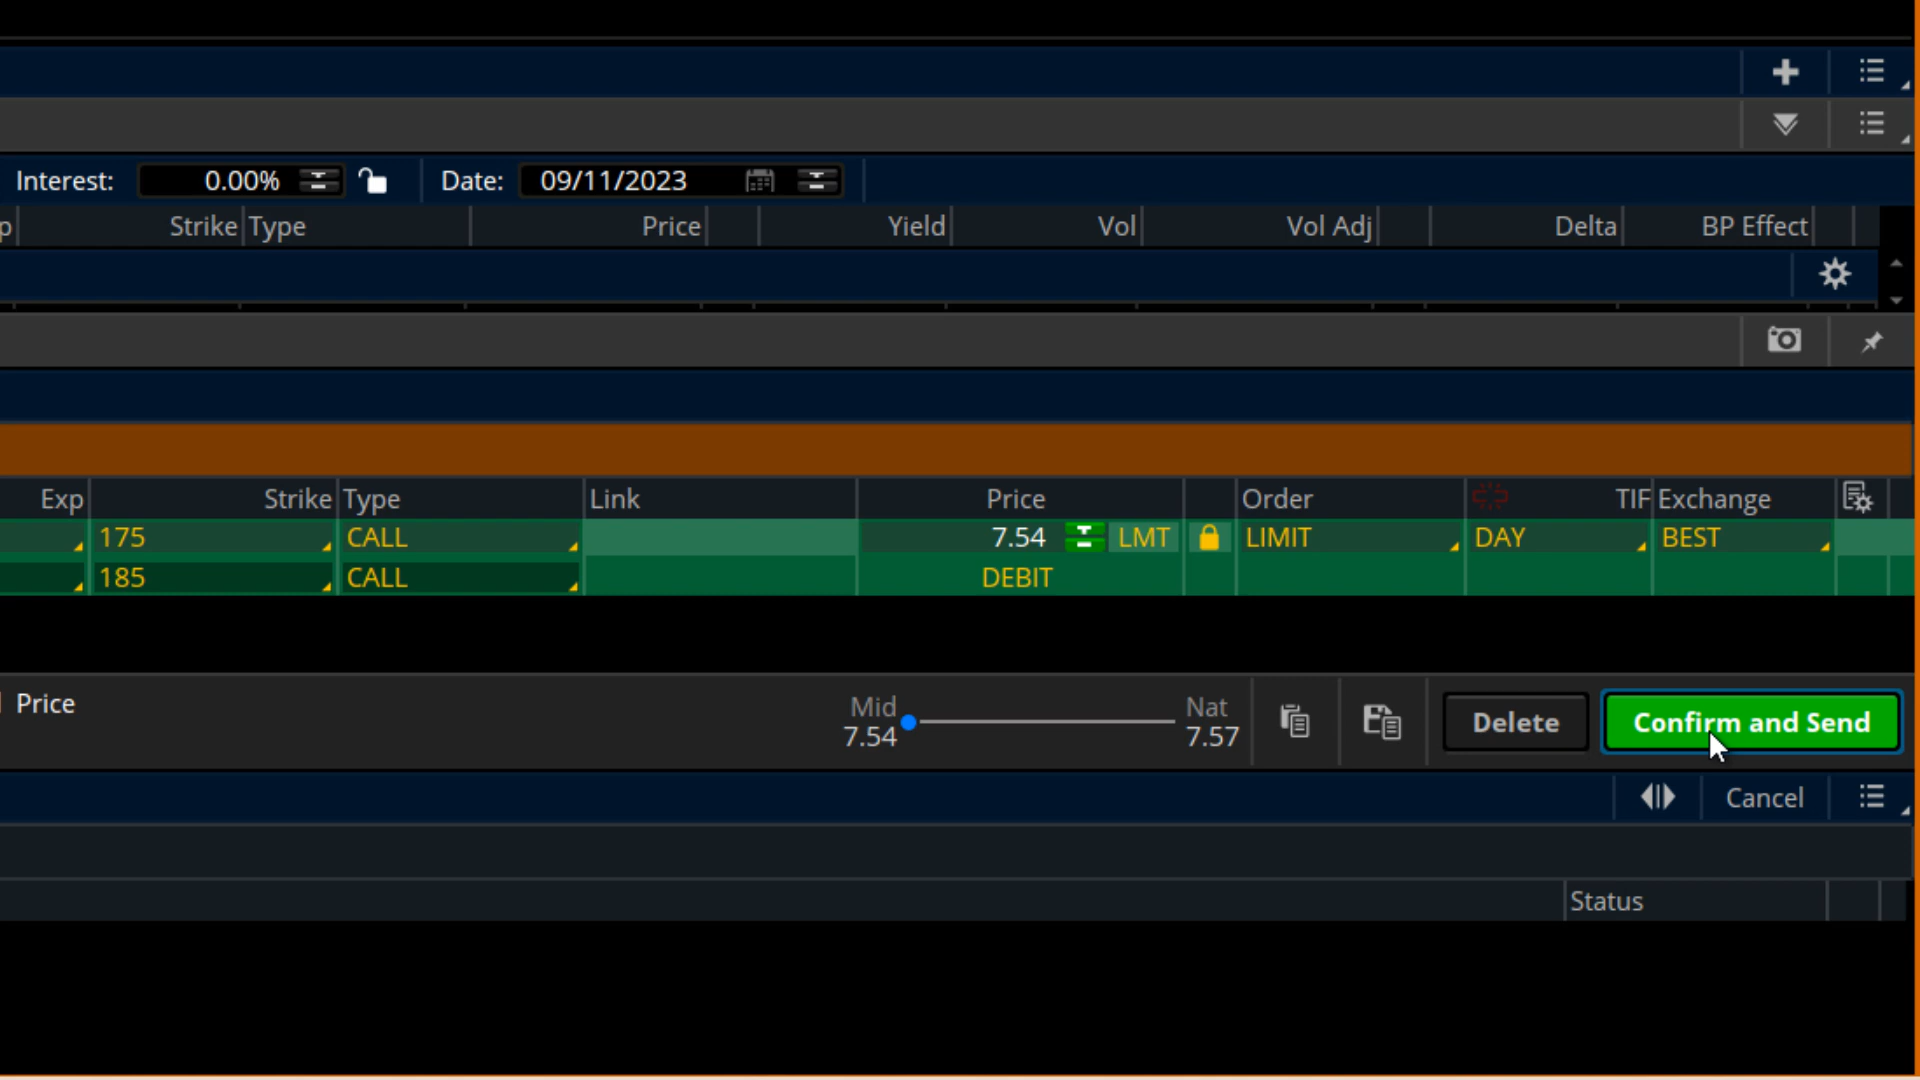 Interest: 0.00% Date: 09/11/2023
p Strike Type Price Yield Vol Vol Adj Delta BP Effect
Exp Strike Type Link Price Order TIF Exchange
175 CALL 7.54 LMT LIMIT DAY BEST
185 CALL DEBIT
Price Mid Nat
7.54 7.57 Delete Confirm and Send
Cancel
Status